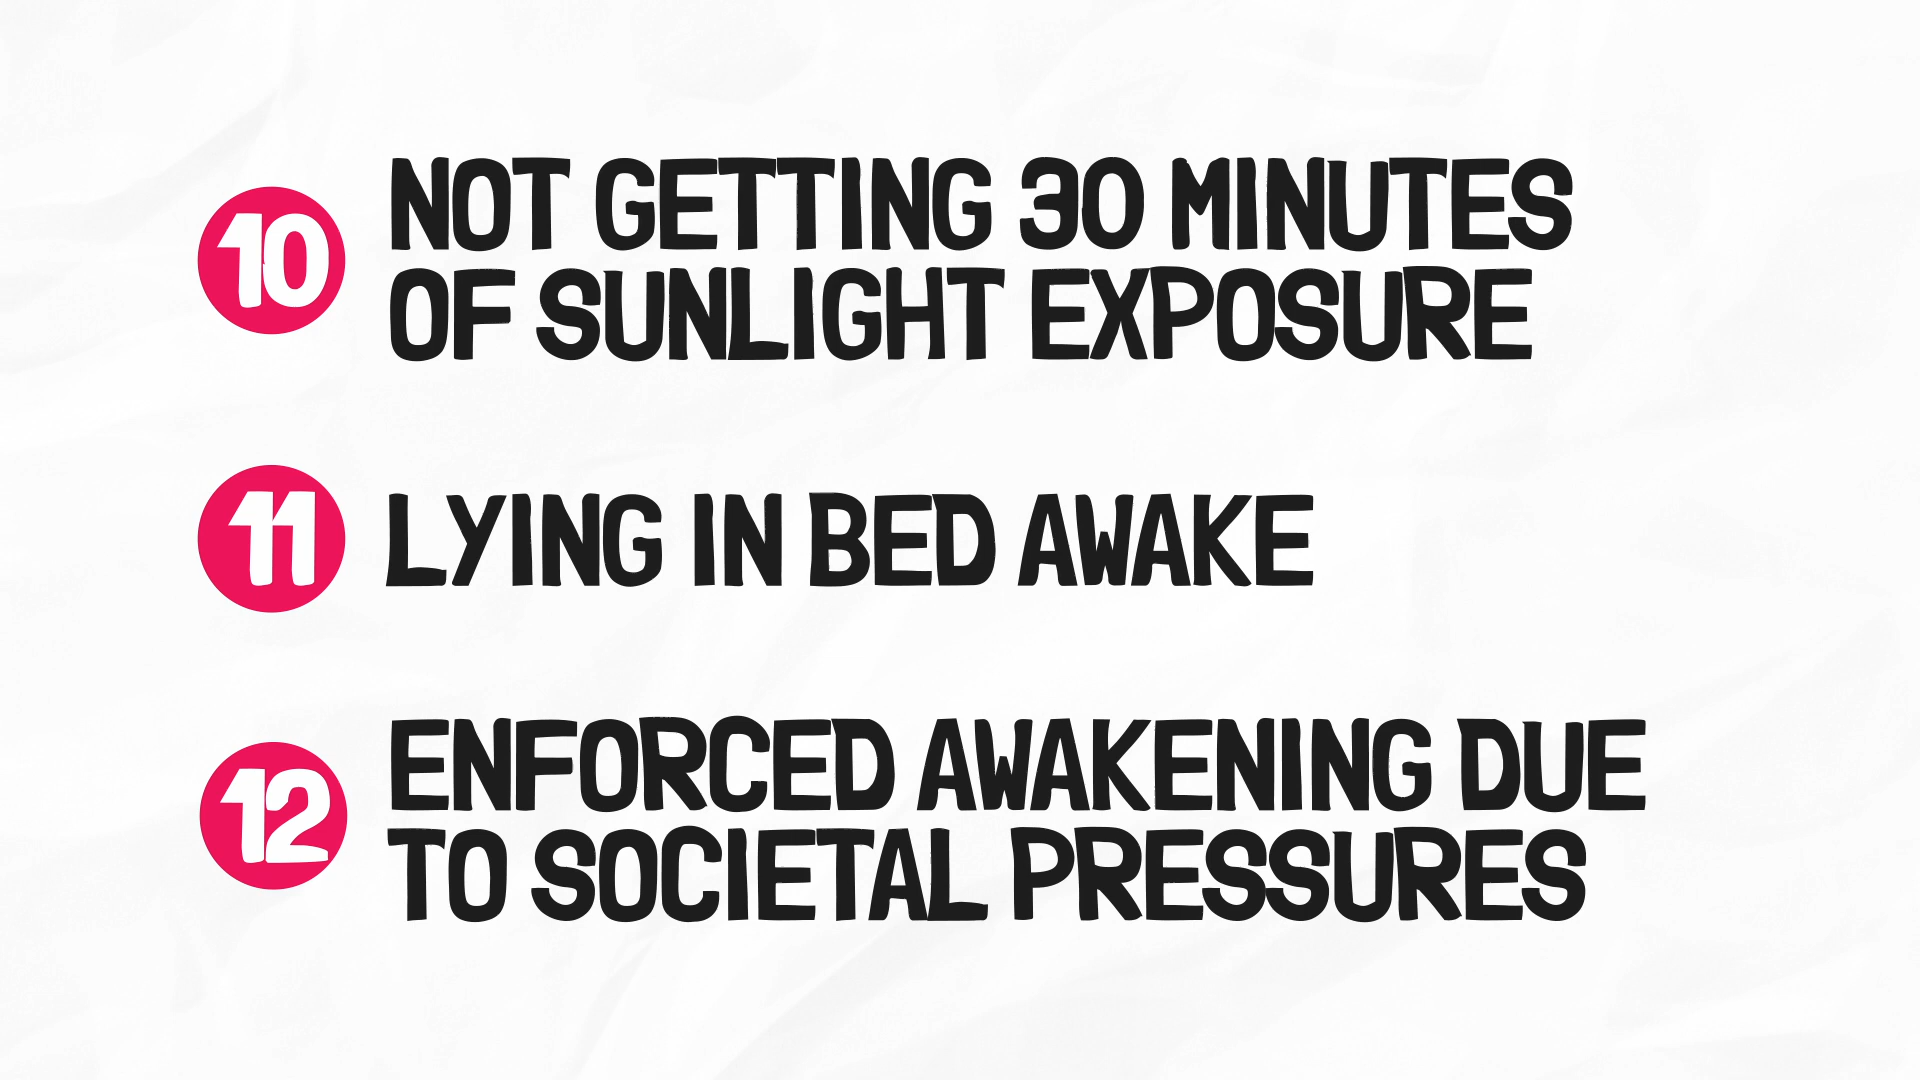 10 NOT GETTING 30 MINUTES
OF SUNLIGHT EXPOSURE
11 LYING IN BED AWAKE
12 ENFORCED AWAKENING DUE
TO SOCIETAL PRESSURES